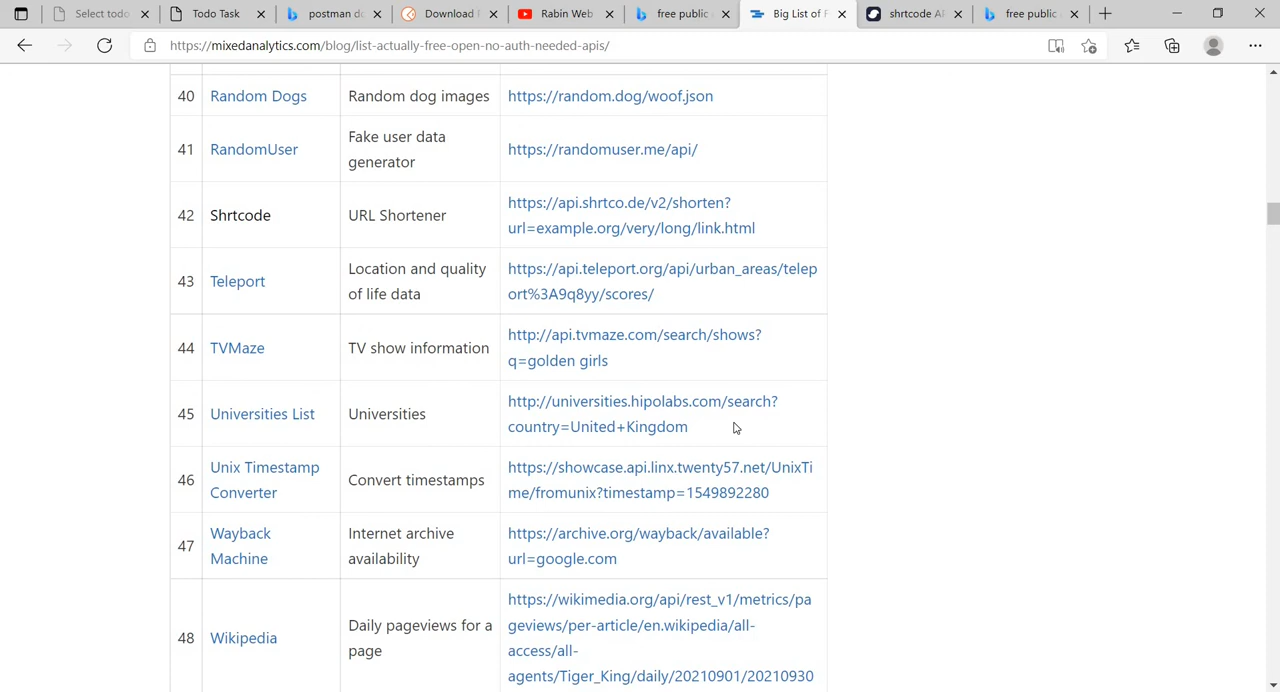 Select todo
Todo Task
postman do
Download
Rabin Web
free public
Big List of F
shrtcode AP
free public
https://mixedanalytics.com/blog/list-actually-free-open-no-auth-needed-apis/
40 Random Dogs Random dog images https://random.dog/woof.json
41 RandomUser Fake user data
generator https://randomuser.me/api/
42 Shrtcode URL Shortener https://api.shrtco.de/v2/shorten?
url=example.org/very/long/link.html
43 Teleport Location and quality
of life data https://api.teleport.org/api/urban_areas/telep
ort%3A9q8yy/scores/
44 TVMaze TV show information http://api.tvmaze.com/search/shows?
q=golden girls
45 Universities List Universities http://universities.hipolabs.com/search?
country=United+Kingdom
46 Unix Timestamp
Converter Convert timestamps https://showcase.api.linx.twenty57.net/UnixTi
me/fromunix?timestamp=1549892280
47 Wayback
Machine Internet archive
availability https://archive.org/wayback/available?
url=google.com
48 Wikipedia Daily pageviews for a
page https://wikimedia.org/api/rest_v1/metrics/pa
geviews/per-article/en.wikipedia/all-
access/all-
agents/Tiger_King/daily/20210901/20210930